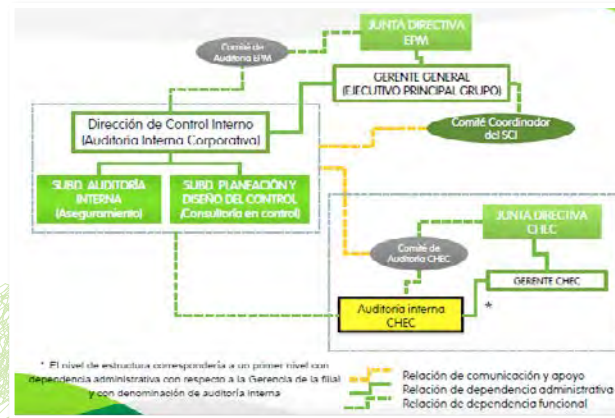 JUNTA DIRECTIVA
EPM
Comité de
Auditoria EPM
GERENTE GENERAL
(EJECUTIVO PRINCIPAL GRUPO)
Dirección de Control Interno
(Auditoría Interna Corporativa)
Comité Coordinador
del SCI
SUBD. AUDITORÍA
INTERNA
(Aseguramiento)
SUBD. PLANEACIÓN Y
DISEÑO DEL CONTROL
(Consultoría en control)
JUNTA DIRECTIVA
CHEC
Comité de
Auditoría CHEC
GERENTE CHEC
Auditoría interna
CHEC
*
* El nivel de estructura correspondería a un primer nivel con
dependencia administrativa con respecto a la Gerencia de la filial
y con denominación de auditoría interna
Relación de comunicación y apoyo
Relación de dependencia administrativa
Relación de dependencia funcional